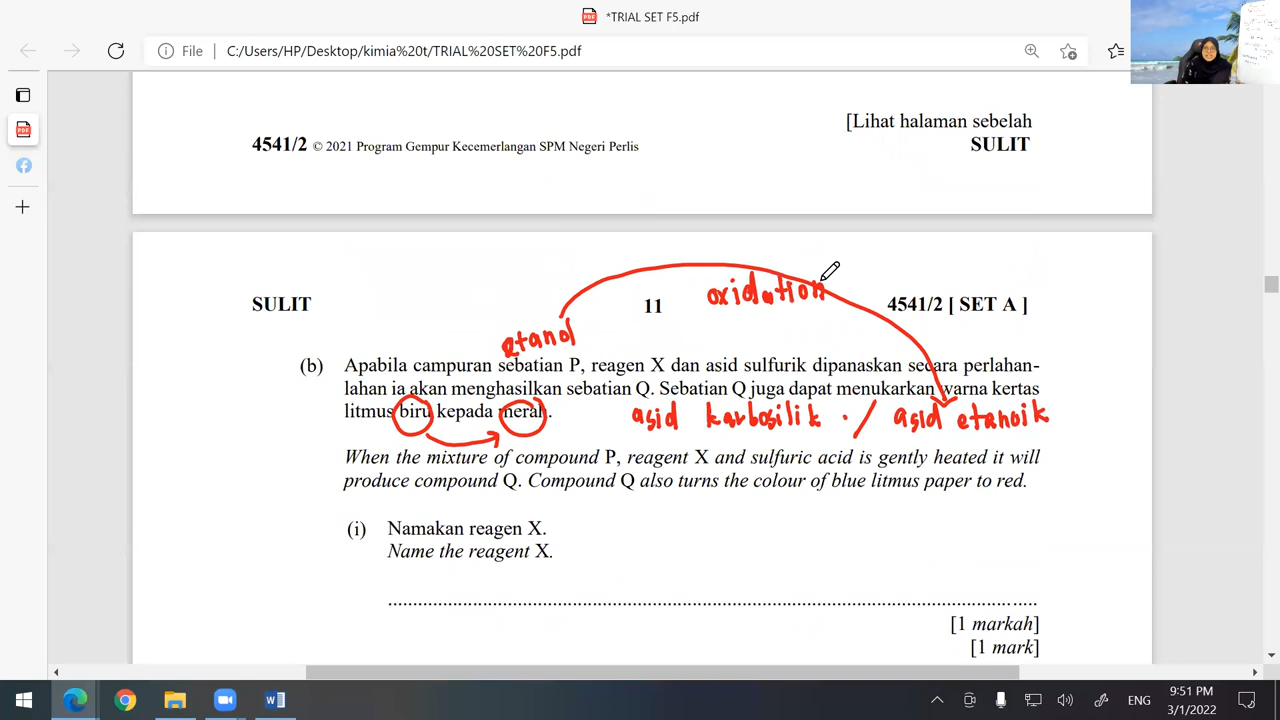 *TRIAL SET F5.pdf
File
C:/Users/HP/Desktop/kimia%20t/TRIAL%20SET%20F5.pdf
[Lihat halaman sebelah
4541/2 © 2021 Program Gempur Kecemerlangan SPM Negeri Perlis
SULIT
oxidation
SULIT
11
4541/2 [ SET A ]
etanol
(b) Apabila campuran sebatian P, reagen X dan asid sulfurik dipanaskan secara perlahan-
lahan ia akan menghasilkan sebatian Q. Sebatian Q juga dapat menukarkan warna kertas
litmus biru kepada merah.
asid karbosilik . / asid etanoik
When the mixture of compound P, reagent X and sulfuric acid is gently heated it will
produce compound Q. Compound Q also turns the colour of blue litmus paper to red.
(i) Namakan reagen X.
Name the reagent X.
[1 markah]
[1 mark]
ENG
9:51 PM
3/1/2022